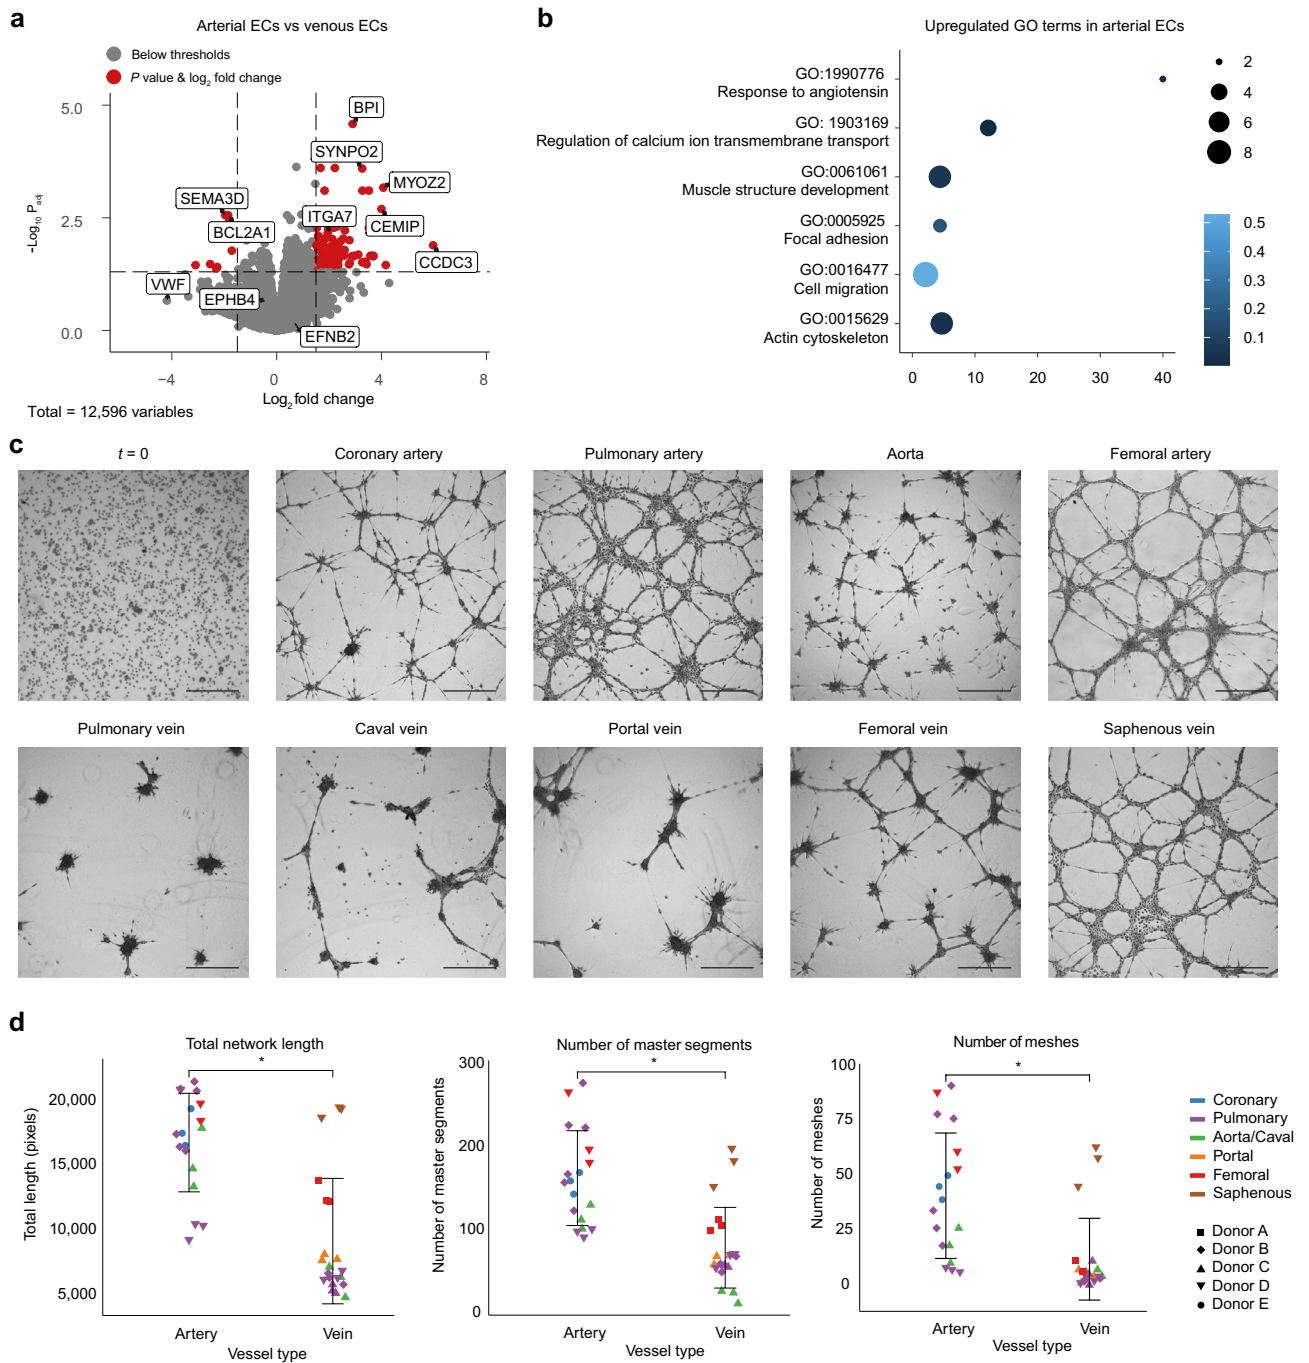 a
Arterial ECs vs venous ECs
Below thresholds
P value & log2 fold change
5.0
2.5
0.0
-Log10 Padj
BPI
SYNPO2
MYOZ2
SEMA3D
ITGA7
BCL2A1
CEMIP
CCDC3
VWF
EPHB4
EFNB2
−4
0
4
8
Log2 fold change
Total = 12,596 variables
b
Upregulated GO terms in arterial ECs
GO:1990776
Response to angiotensin
GO: 1903169
Regulation of calcium ion transmembrane transport
GO:0061061
Muscle structure development
GO:0005925
Focal adhesion
GO:0016477
Cell migration
GO:0015629
Actin cytoskeleton
0
10
20
30
40
2
4
6
8
0.5
0.4
0.3
0.2
0.1
c
t = 0
Coronary artery
Pulmonary artery
Aorta
Femoral artery
Pulmonary vein
Caval vein
Portal vein
Femoral vein
Saphenous vein
d
Total network length
*
20,000
15,000
10,000
5,000
Total length (pixels)
Artery
Vein
Vessel type
Number of master segments
*
300
200
100
0
Number of master segments
Artery
Vein
Vessel type
Number of meshes
*
100
75
50
25
0
Number of meshes
Artery
Vein
Vessel type
Coronary
Pulmonary
Aorta/Caval
Portal
Femoral
Saphenous
Donor A
Donor B
Donor C
Donor D
Donor E